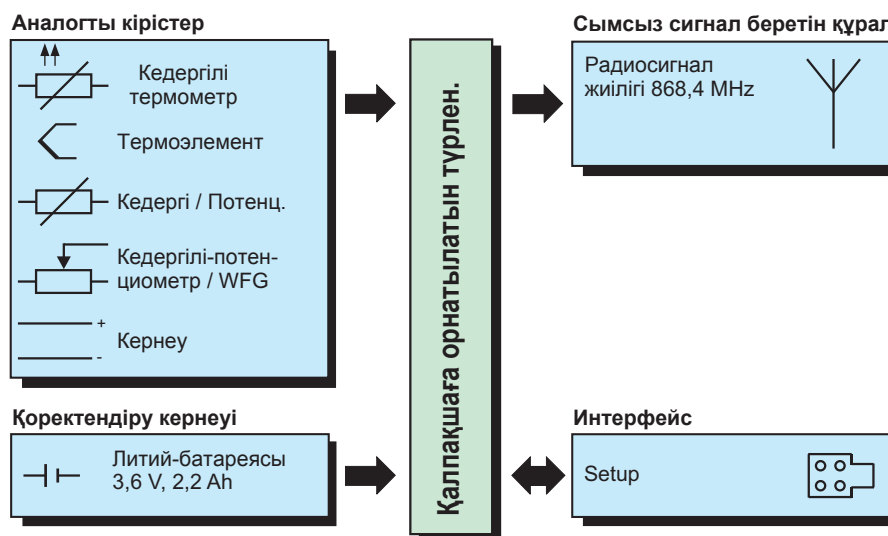 Аналогты кірістер
Кедергілі
термометр
Термоэлемент
Кедергі / Потенц.
Кедергілі-потен-
циометр / WFG
+
Кернеу
-
Қоректендіру кернеуі
Литий-батареясы
3,6 V, 2,2 Ah
Қалпақшаға орнатылатын түрлен.
Сымсыз сигнал беретін құрал
Радиосигнал
жиілігі 868,4 MHz
Интерфейс
Setup